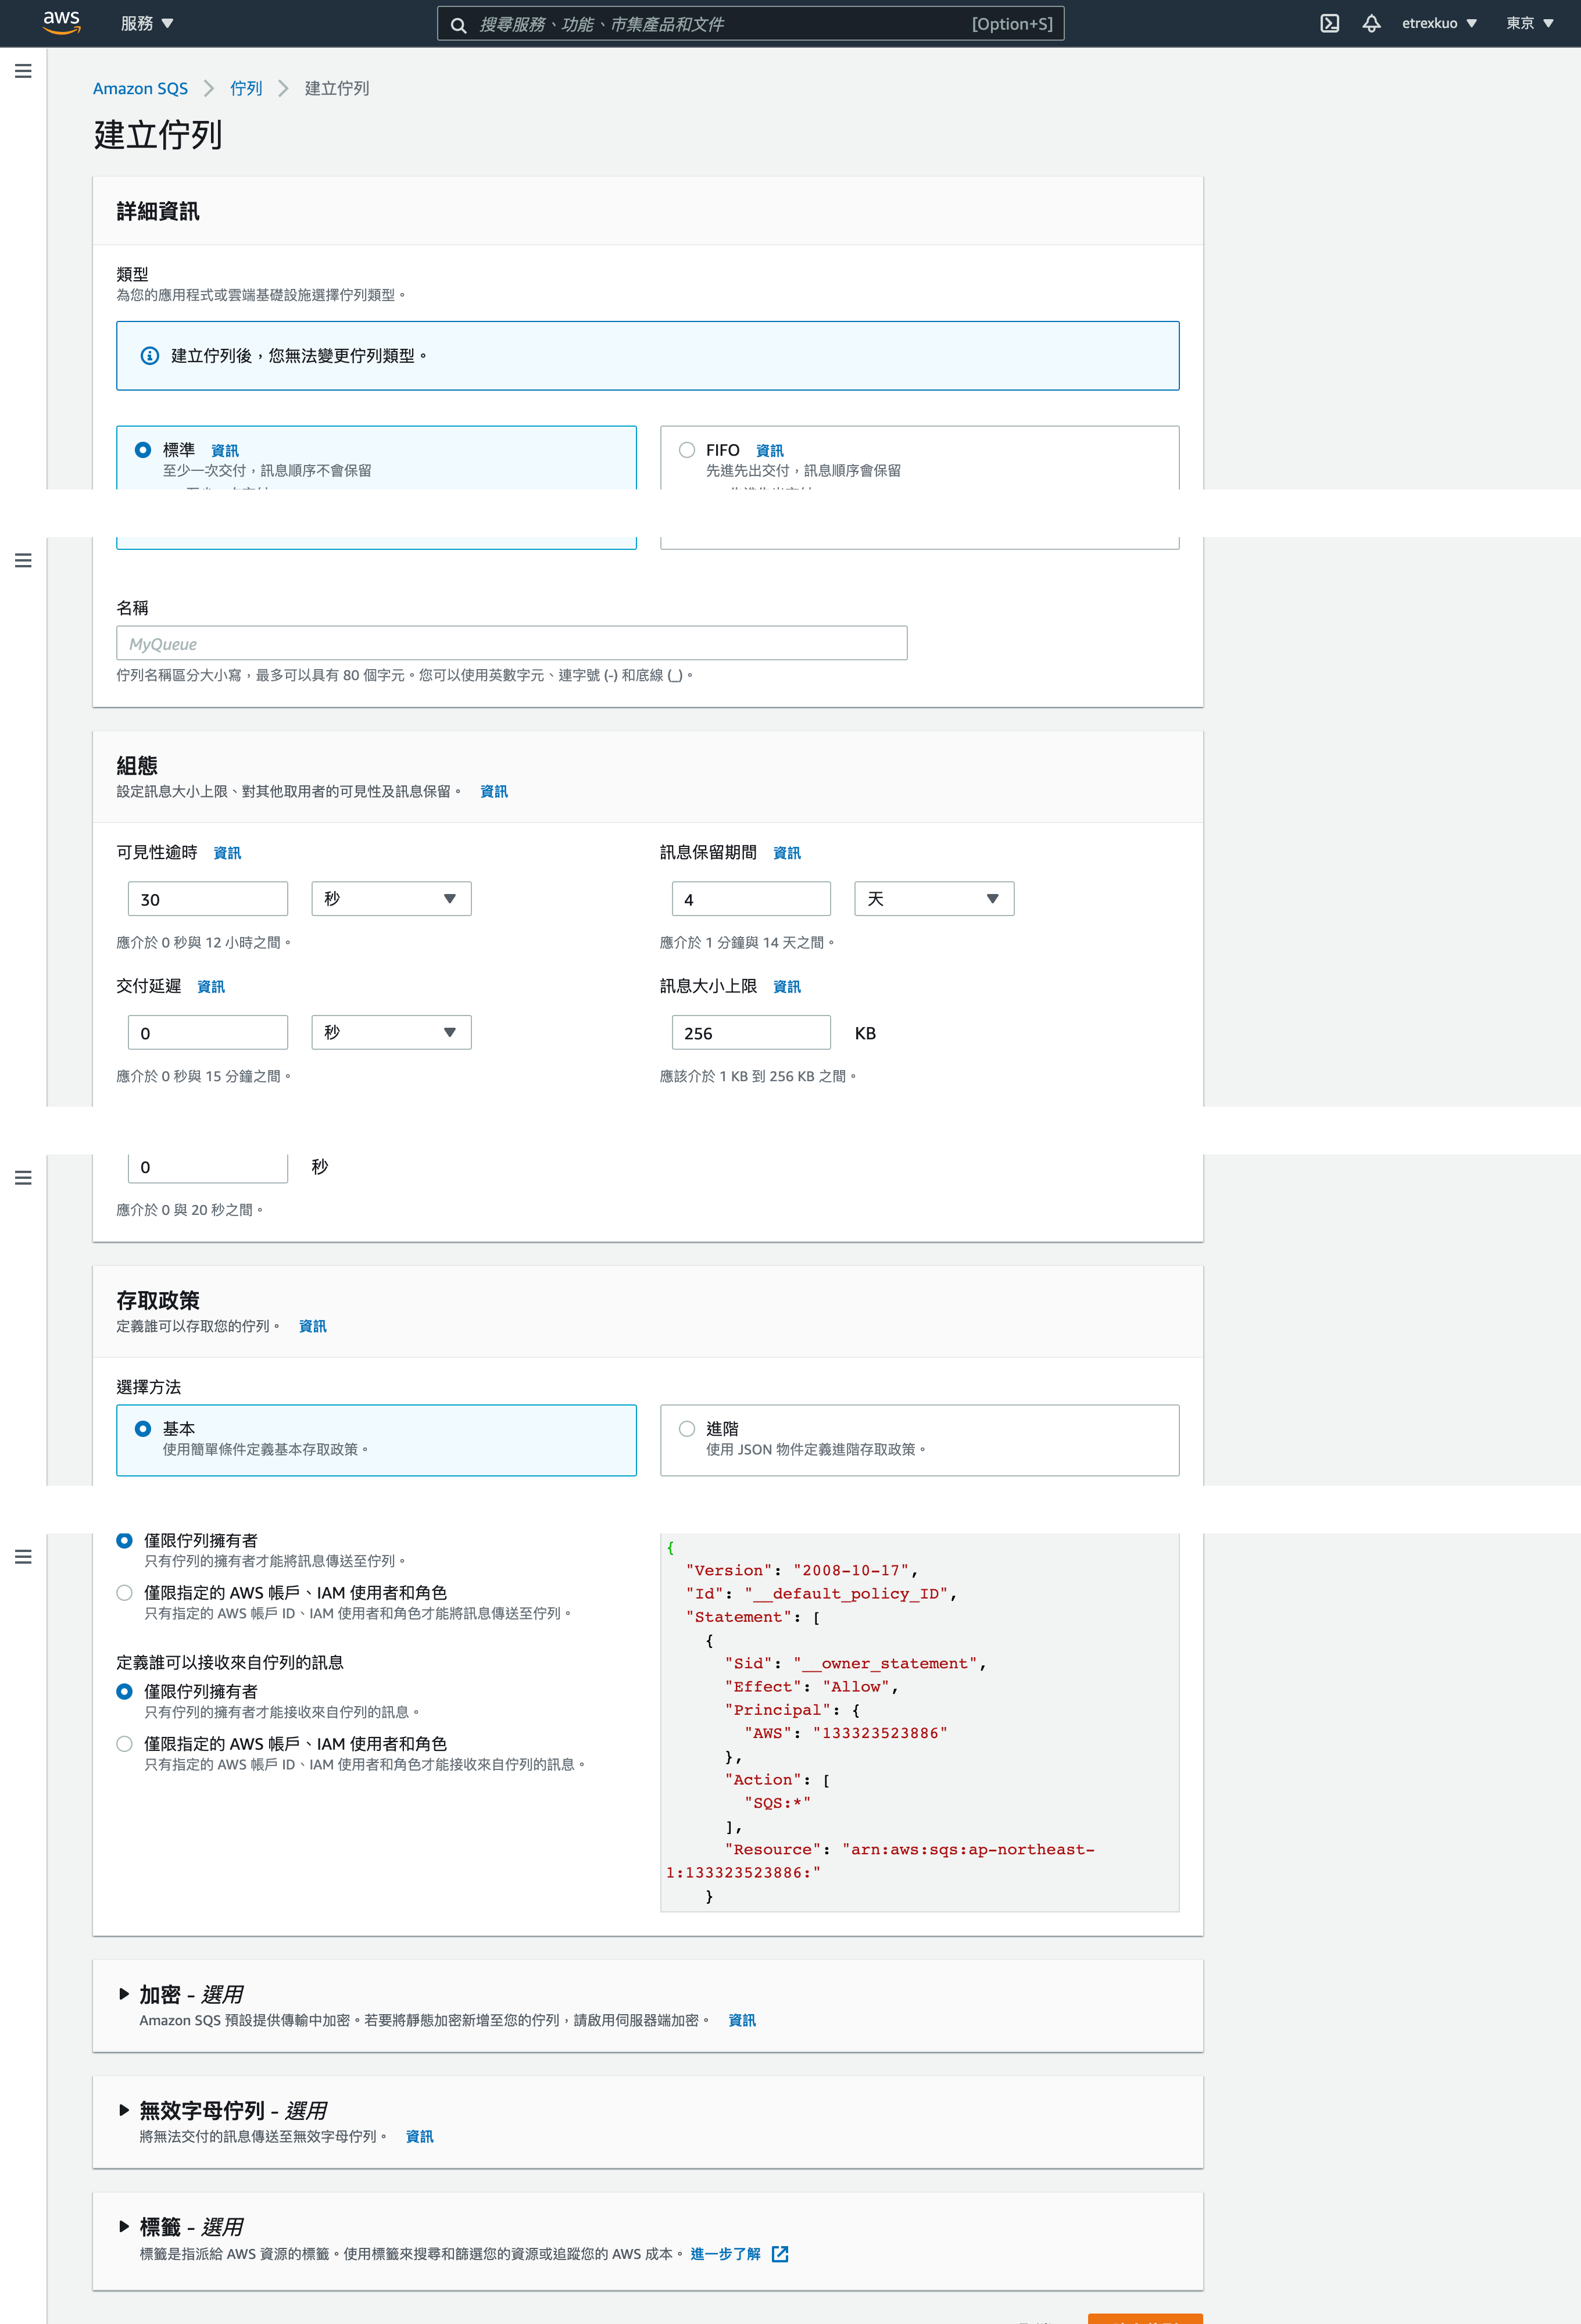 aws 服務 搜尋服務、功能、市集產品和文件 [Option+S] etrexkuo 東京
Amazon SQS 佇列 建立佇列
建立佇列
詳細資訊
類型
為您的應用程式或雲端基礎設施選擇佇列類型。
建立佇列後，您無法變更佇列類型。
標準 資訊
至少一次交付，訊息順序不會保留
FIFO 資訊
先進先出交付，訊息順序會保留
名稱
MyQueue
佇列名稱區分大小寫，最多可以具有 80 個字元。您可以使用英數字元、連字號 (-) 和底線 (_)。
組態
設定訊息大小上限、對其他取用者的可見性及訊息保留。 資訊
可見性逾時 資訊
30 秒
應介於 0 秒與 12 小時之間。
訊息保留期間 資訊
4 天
應介於 1 分鐘與 14 天之間。
交付延遲 資訊
0 秒
應介於 0 秒與 15 分鐘之間。
訊息大小上限 資訊
256 KB
應該介於 1 KB 到 256 KB 之間。
0 秒
應介於 0 與 20 秒之間。
存取政策
定義誰可以存取您的佇列。 資訊
選擇方法
基本
使用簡單條件定義基本存取政策。
進階
使用 JSON 物件定義進階存取政策。
僅限佇列擁有者
只有佇列的擁有者才能將訊息傳送至佇列。
僅限指定的 AWS 帳戶、IAM 使用者和角色
只有指定的 AWS 帳戶 ID、IAM 使用者和角色才能將訊息傳送至佇列。
定義誰可以接收來自佇列的訊息
僅限佇列擁有者
只有佇列的擁有者才能接收來自佇列的訊息。
僅限指定的 AWS 帳戶、IAM 使用者和角色
只有指定的 AWS 帳戶 ID、IAM 使用者和角色才能接收來自佇列的訊息。
{
"Version": "2008-10-17",
"Id": "__default_policy_ID",
"Statement": [
{
"Sid": "__owner_statement",
"Effect": "Allow",
"Principal": {
"AWS": "133323523886"
},
"Action": [
"SQS:*"
],
"Resource": "arn:aws:sqs:ap-northeast-
1:133323523886:"
}
加密 - 選用
Amazon SQS 預設提供傳輸中加密。若要將靜態加密新增至您的佇列，請啟用伺服器端加密。 資訊
無效字母佇列 - 選用
將無法交付的訊息傳送至無效字母佇列。 資訊
標籤 - 選用
標籤是指派給 AWS 資源的標籤。使用標籤來搜尋和篩選您的資源或追蹤您的 AWS 成本。 進一步了解